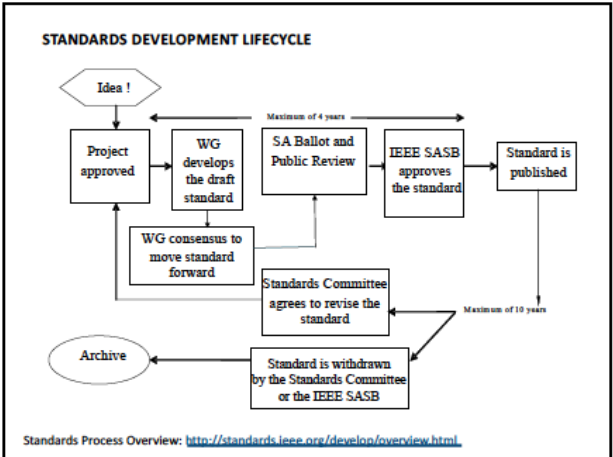 STANDARDS DEVELOPMENT LIFECYCLE
Idea !
Maximum of 4 years
Project
approved
WG
develops
the draft
standard
SA Ballot and
Public Review
IEEE SASB
approves
the standard
Standard is
published
WG consensus to
move standard
forward
Standards Committee
agrees to revise the
standard
Maximum of 10 years
Archive
Standard is withdrawn
by the Standards Committee
or the IEEE SASB
Standards Process Overview: http://standards.ieee.org/develop/overview.html